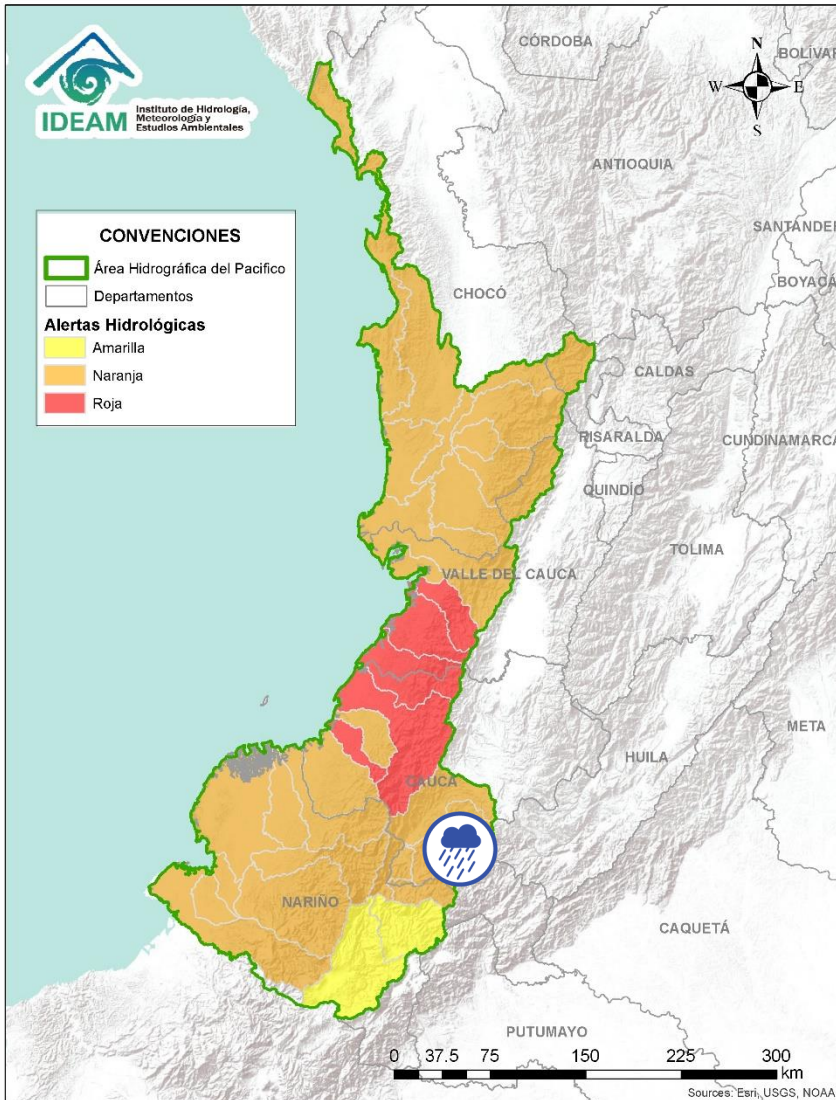 IDEAM
Instituto de Hidrología,
Meteorología y
Estudios Ambientales
N
W
E
S
CONVENCIONES
Área Hidrográfica del Pacifico
Departamentos
Alertas Hidrológicas
Amarilla
Naranja
Roja
CÓRDOBA
BOLÍVAR
ANTIOQUIA
SANTANDER
BOYACÁ
CHOCÓ
CALDAS
RISARALDA
CUNDINAMARCA
QUINDÍO
TOLIMA
VALLE DEL CAUCA
META
HUILA
CAUCA
NARIÑO
CAQUETÁ
PUTUMAYO
0 37.5 75 150 225 300
km
Sources: Esri, USGS, NOAA